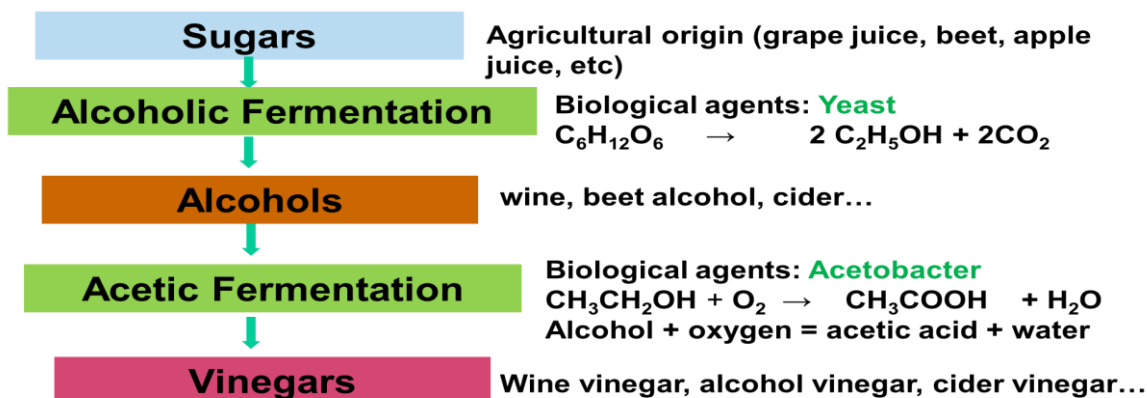 Sugars
Agricultural origin (grape juice, beet, apple
juice, etc)
Alcoholic Fermentation
Biological agents: Yeast
C₆H₁₂O₆ → 2 C₂H₅OH + 2CO₂
Alcohols
wine, beet alcohol, cider…
Acetic Fermentation
Biological agents: Acetobacter
CH₃CH₂OH + O₂ → CH₃COOH + H₂O
Alcohol + oxygen = acetic acid + water
Vinegars
Wine vinegar, alcohol vinegar, cider vinegar…